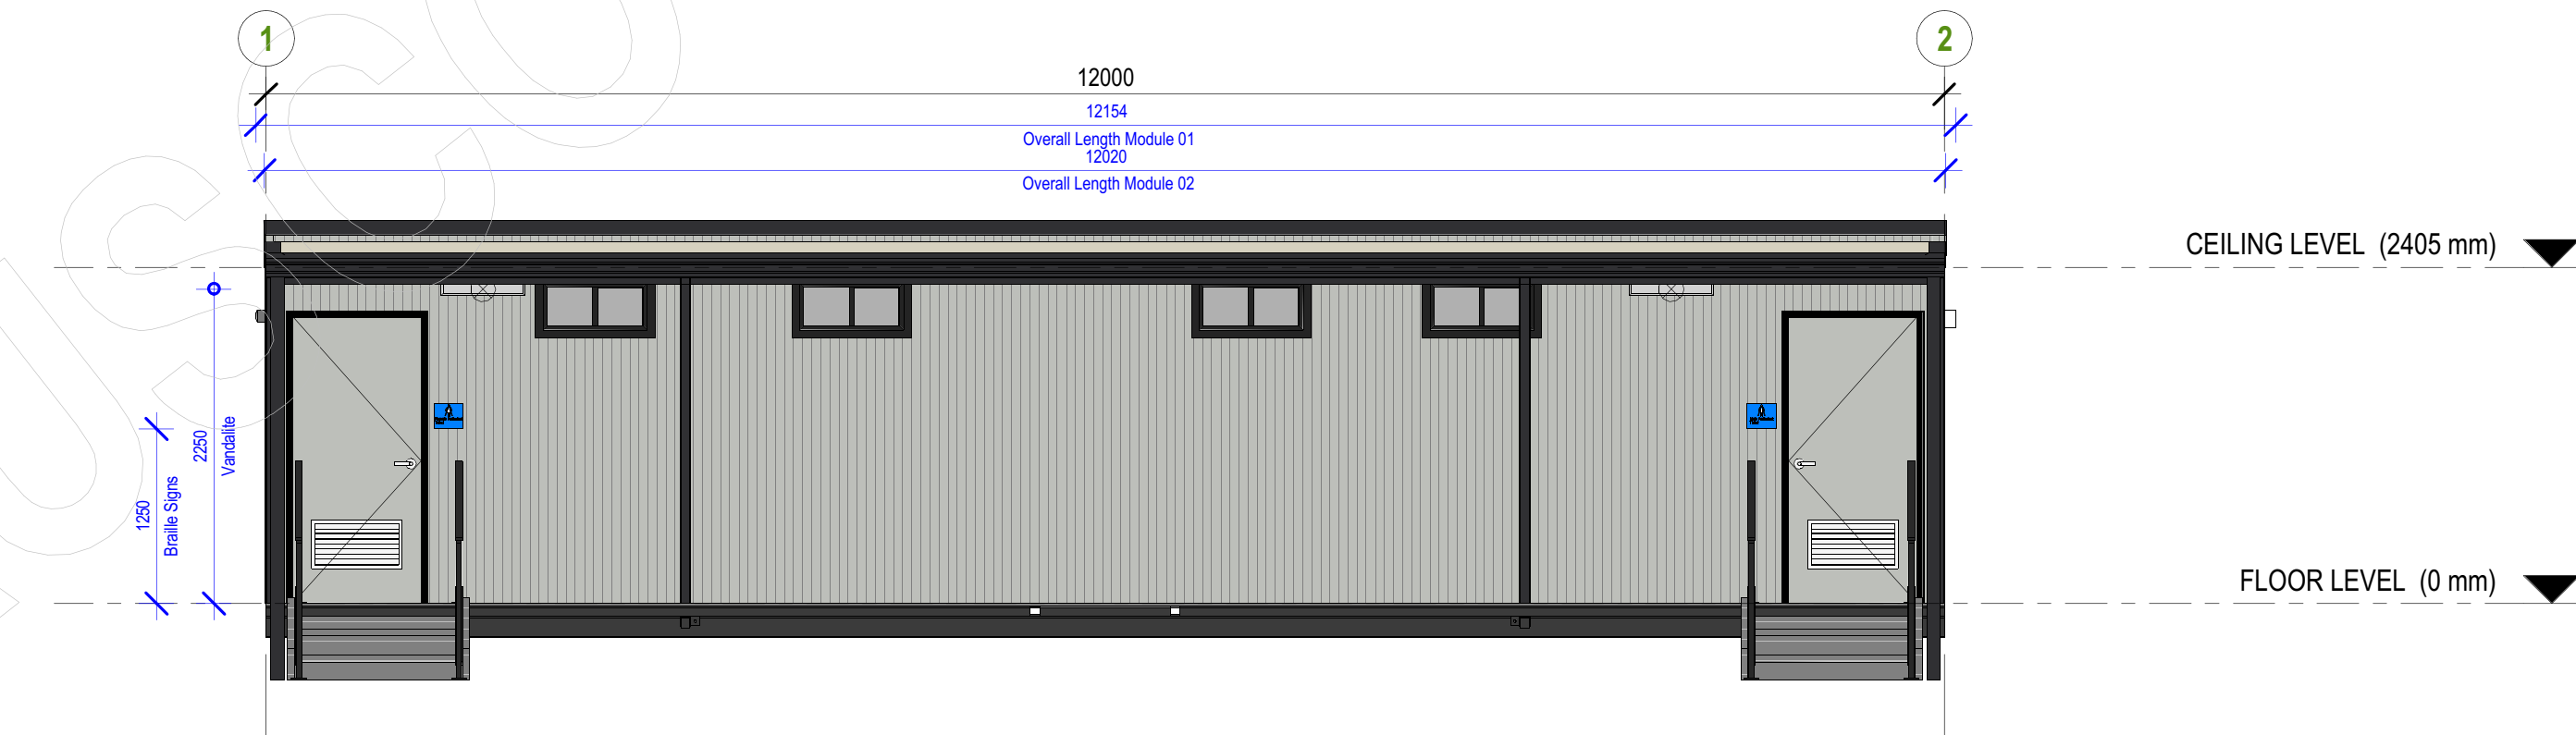 1
2
12000
12154
Overall Length Module 01
12020
Overall Length Module 02
CEILING LEVEL (2405 mm)
2250
Vandalite
1250
Braille Signs
FLOOR LEVEL (0 mm)
USCO